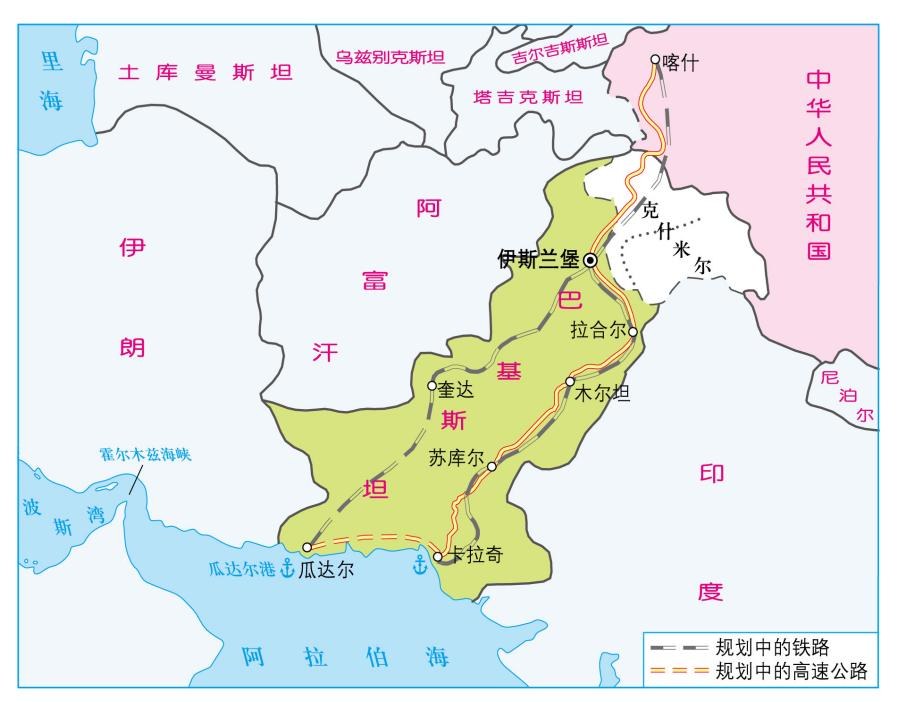 里海
土库曼斯坦
乌兹别克斯坦
吉尔吉斯斯坦
塔吉克斯坦
喀什
中华人民共和国
阿富汗
伊朗
克什米尔
伊斯兰堡
巴基斯坦
拉合尔
奎达
木尔坦
尼泊尔
苏库尔
霍尔木兹海峡
波斯湾
印度
卡拉奇
瓜达尔港
瓜达尔
阿拉伯海
规划中的铁路
规划中的高速公路